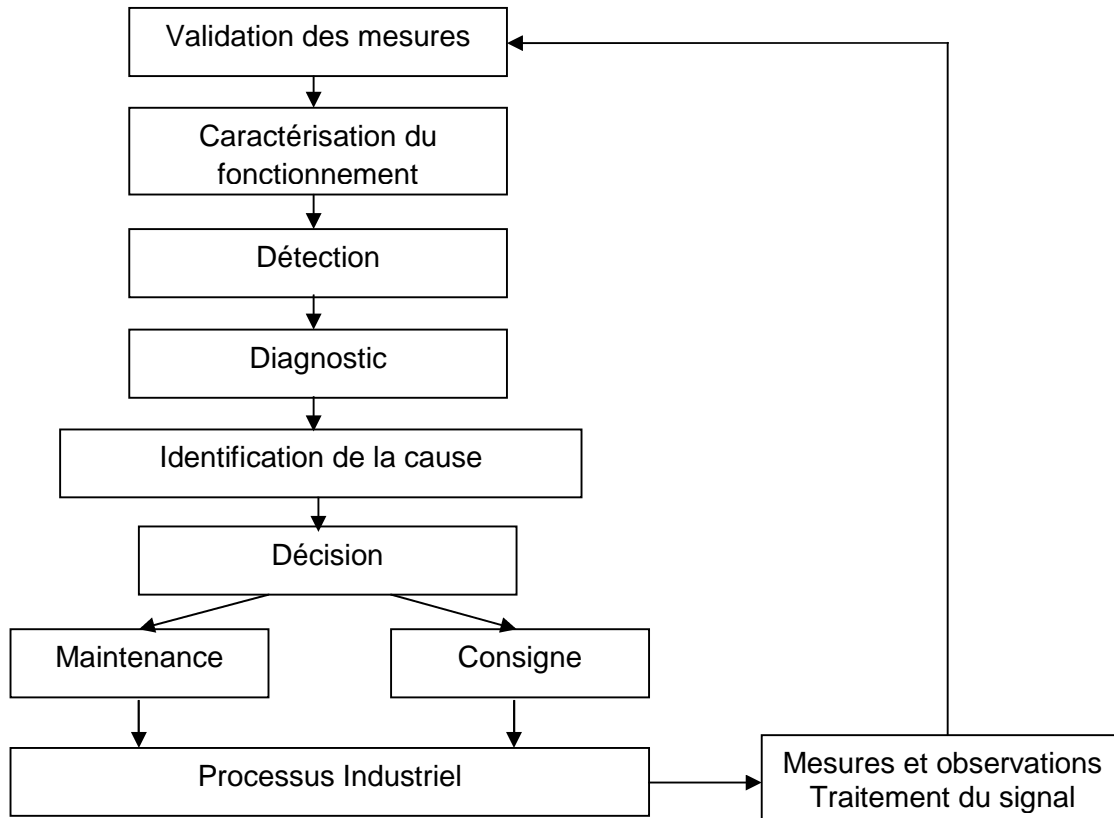 Validation des mesures
Caractérisation du
fonctionnement
Détection
Diagnostic
Identification de la cause
Décision
Maintenance
Consigne
Processus Industriel
Mesures et observations
Traitement du signal